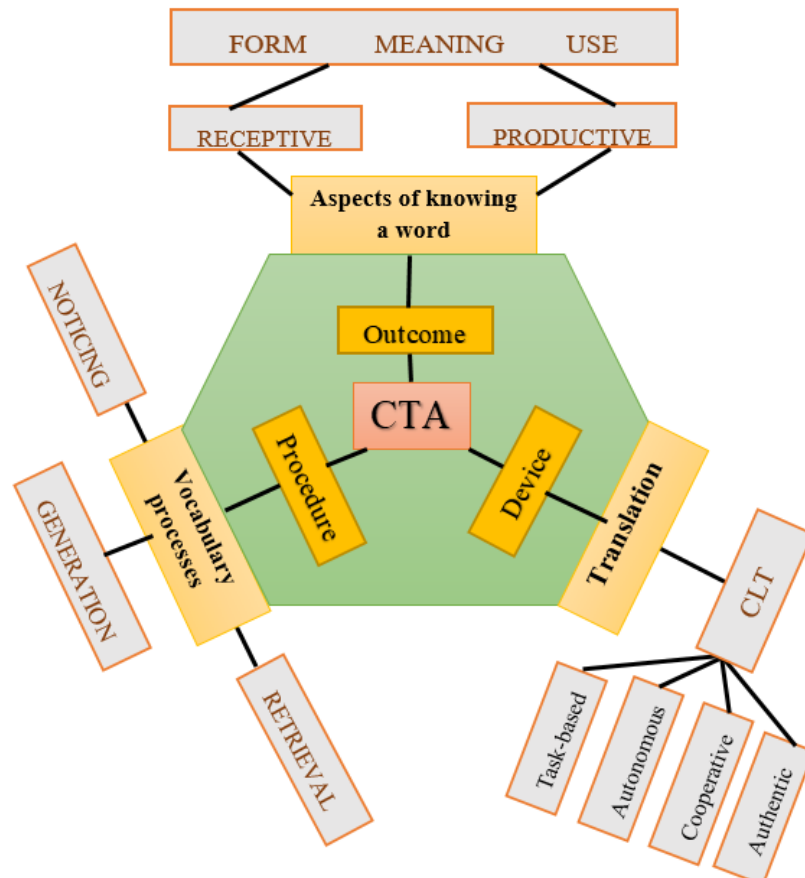 FORM MEANING USE
RECEPTIVE
PRODUCTIVE
Aspects of knowing
a word
Outcome
CTA
Procedure
Device
NOTICING
GENERATION
RETRIEVAL
Vocabulary
processes
Translation
CLT
Task-based
Autonomous
Cooperative
Authentic